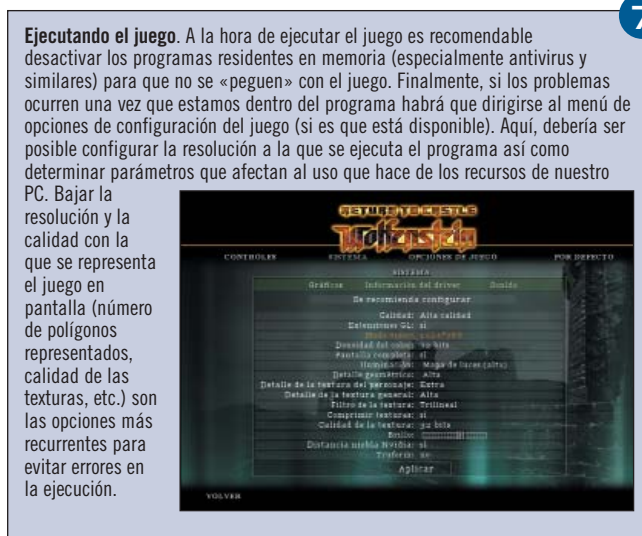 7
Ejecutando el juego. A la hora de ejecutar el juego es recomendable
desactivar los programas residentes en memoria (especialmente antivirus y
similares) para que no se «peguen» con el juego. Finalmente, si los problemas
ocurren una vez que estamos dentro del programa habrá que dirigirse al menú de
opciones de configuración del juego (si es que está disponible). Aquí, debería ser
posible configurar la resolución a la que se ejecuta el programa así como
determinar parámetros que afectan al uso que hace de los recursos de nuestro
PC. Bajar la
resolución y la
calidad con la
que se representa
el juego en
pantalla (número
de polígonos
representados,
calidad de las
texturas, etc.) son
las opciones más
recurrentes para
evitar errores en
la ejecución.
RETURN TO CASTLE
Wolfenstein
CONTROLES SISTEMA OPCIONES DE JUEGO POR DEFECTO
SISTEMA
Gráficos Información del driver Sonido
Se recomienda configurar
Calidad: Alta calidad
Extensiones GL: si
Densidad del color: 32 bits
Pantalla completa: si
Iluminación: Mapa de luces (alta)
Detalle geométrico: Alta
Detalle de la textura del personaje: Extra
Detalle de la textura general: Alta
Filtro de la textura: Trilineal
Comprimir texturas: si
Calidad de la textura: 32 bits
Brillo:
Distancia niebla Nvidia: si
Truform: no
Aplicar
VOLVER